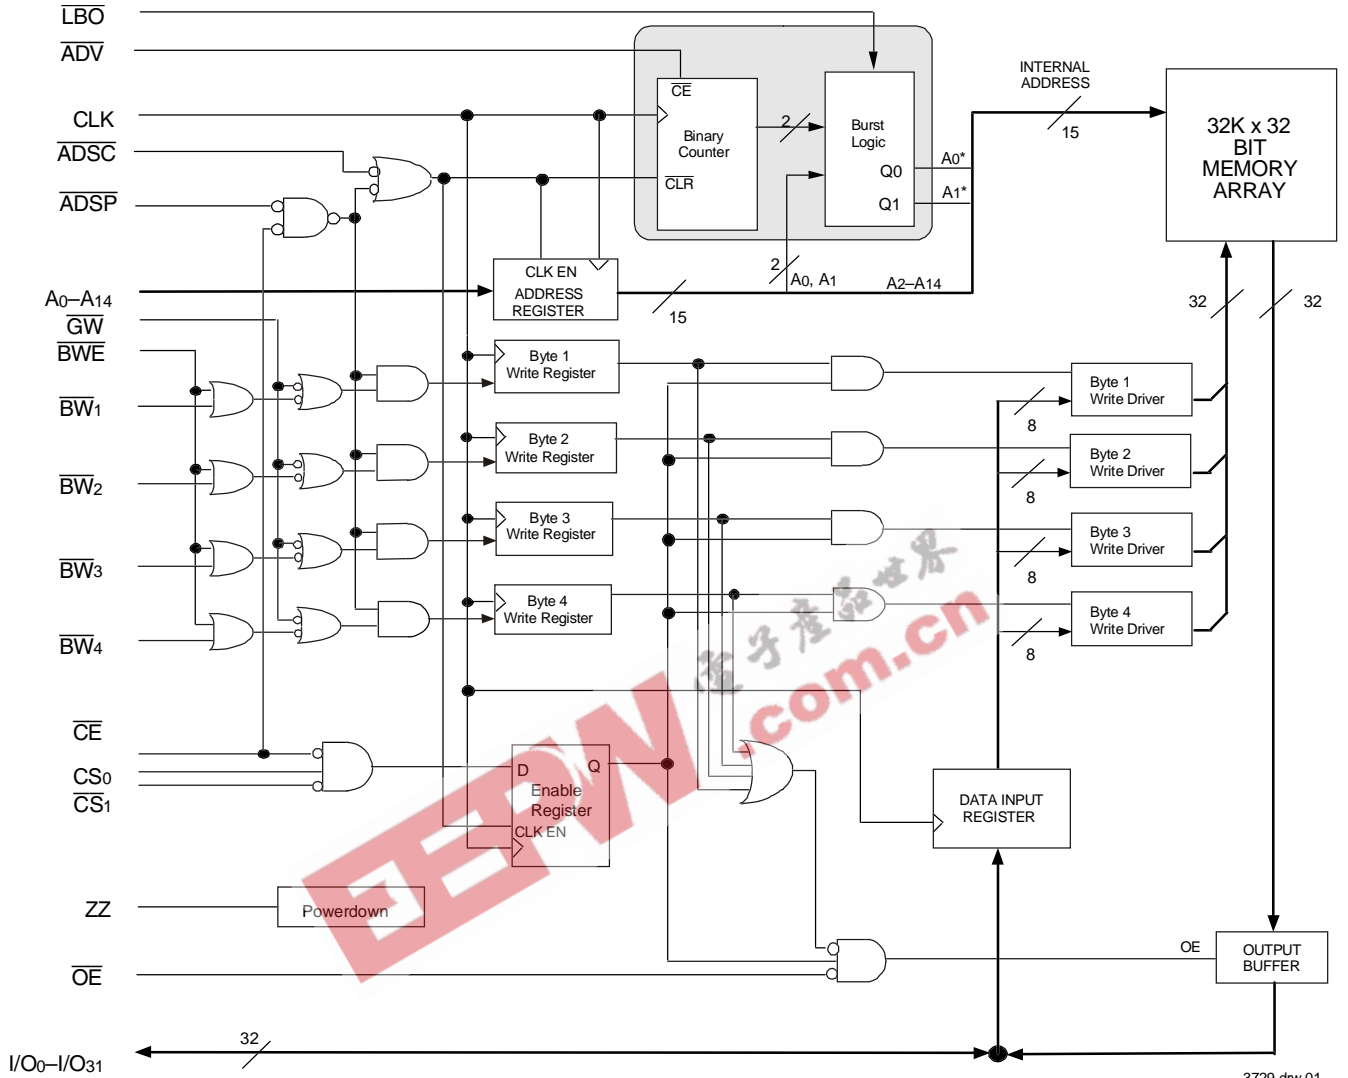 LBO
ADV
CLK
ADSC
ADSP
A0–A14
GW
BWE
BW1
BW2
BW3
BW4
CE
CS0
CS1
ZZ
OE
I/O0–I/O31
CE
Binary
Counter
CLR
2
Burst
Logic
Q0
Q1
A0*
A1*
INTERNAL
ADDRESS
15
32K x 32
BIT
MEMORY
ARRAY
CLK EN
ADDRESS
REGISTER
15
2
A0, A1
A2–A14
32
32
Byte 1
Write Register
Byte 2
Write Register
Byte 3
Write Register
Byte 4
Write Register
Byte 1
Write Driver
8
Byte 2
Write Driver
8
Byte 3
Write Driver
8
Byte 4
Write Driver
8
D
Q
Enable
Register
CLK EN
DATA INPUT
REGISTER
Powerdown
OE
OUTPUT
BUFFER
32
電子產品世界
EEPW.com.cn